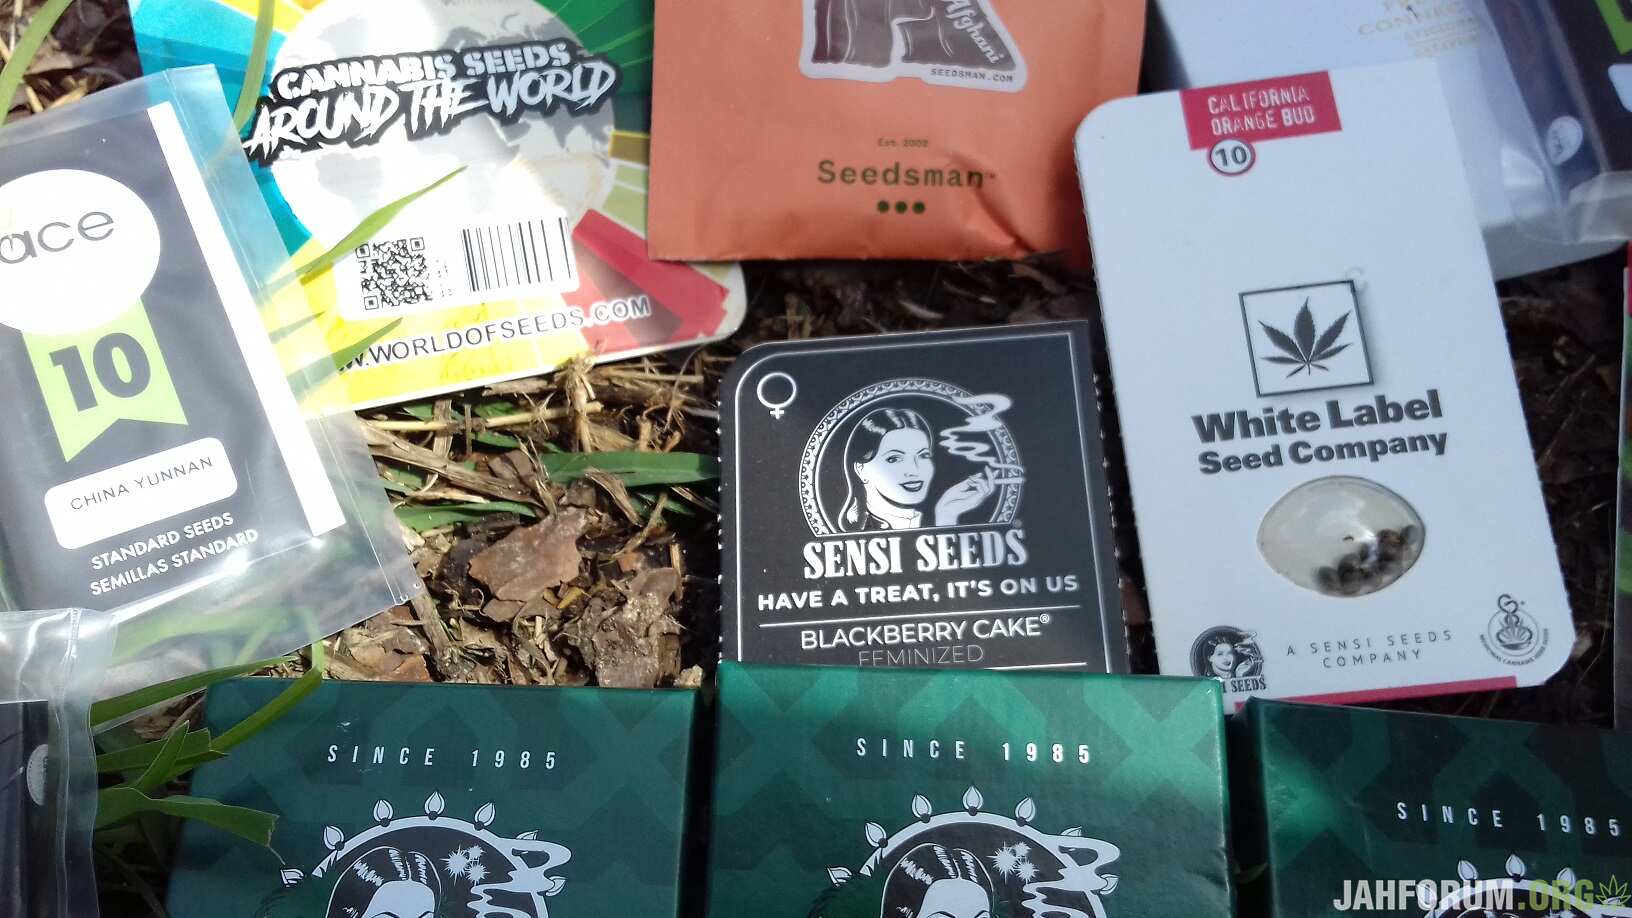 CANNABIS SEEDS
AROUND THE WORLD
WORLDOFSEEDS.COM
Afghani
SEEDSMAN.COM
Est. 2002
Seedsman
CALIFORNIA
ORANGE BUD
10
White Label
Seed Company
A SENSI SEEDS
COMPANY
SEEDS
ace
10
CHINA YUNNAN
STANDARD SEEDS
SEMILLAS STANDARD
SENSI SEEDS
HAVE A TREAT, IT'S ON US
BLACKBERRY CAKE®
FEMINIZED
SINCE 1985
SINCE 1985
SINCE 1985
JAHFORUM.ORG